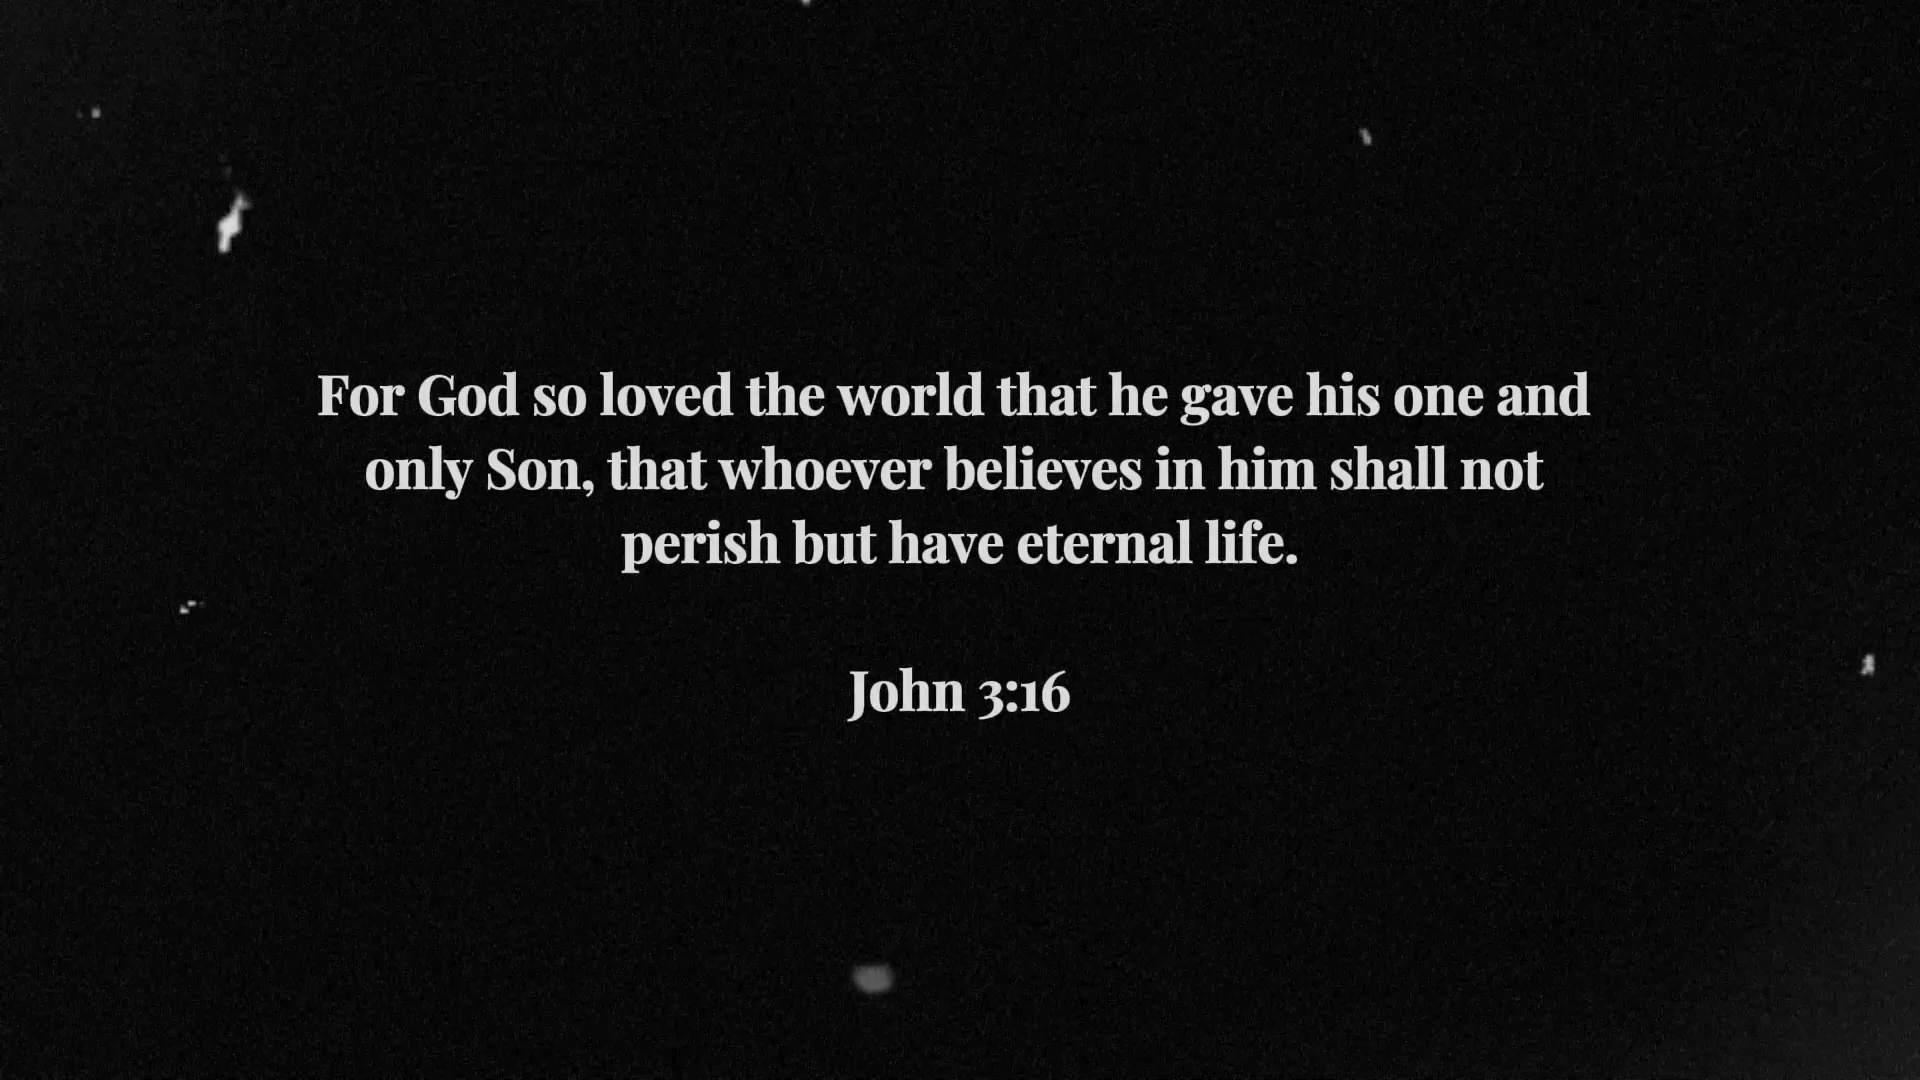 For God so loved the world that he gave his one and
only Son, that whoever believes in him shall not
perish but have eternal life.
John 3:16